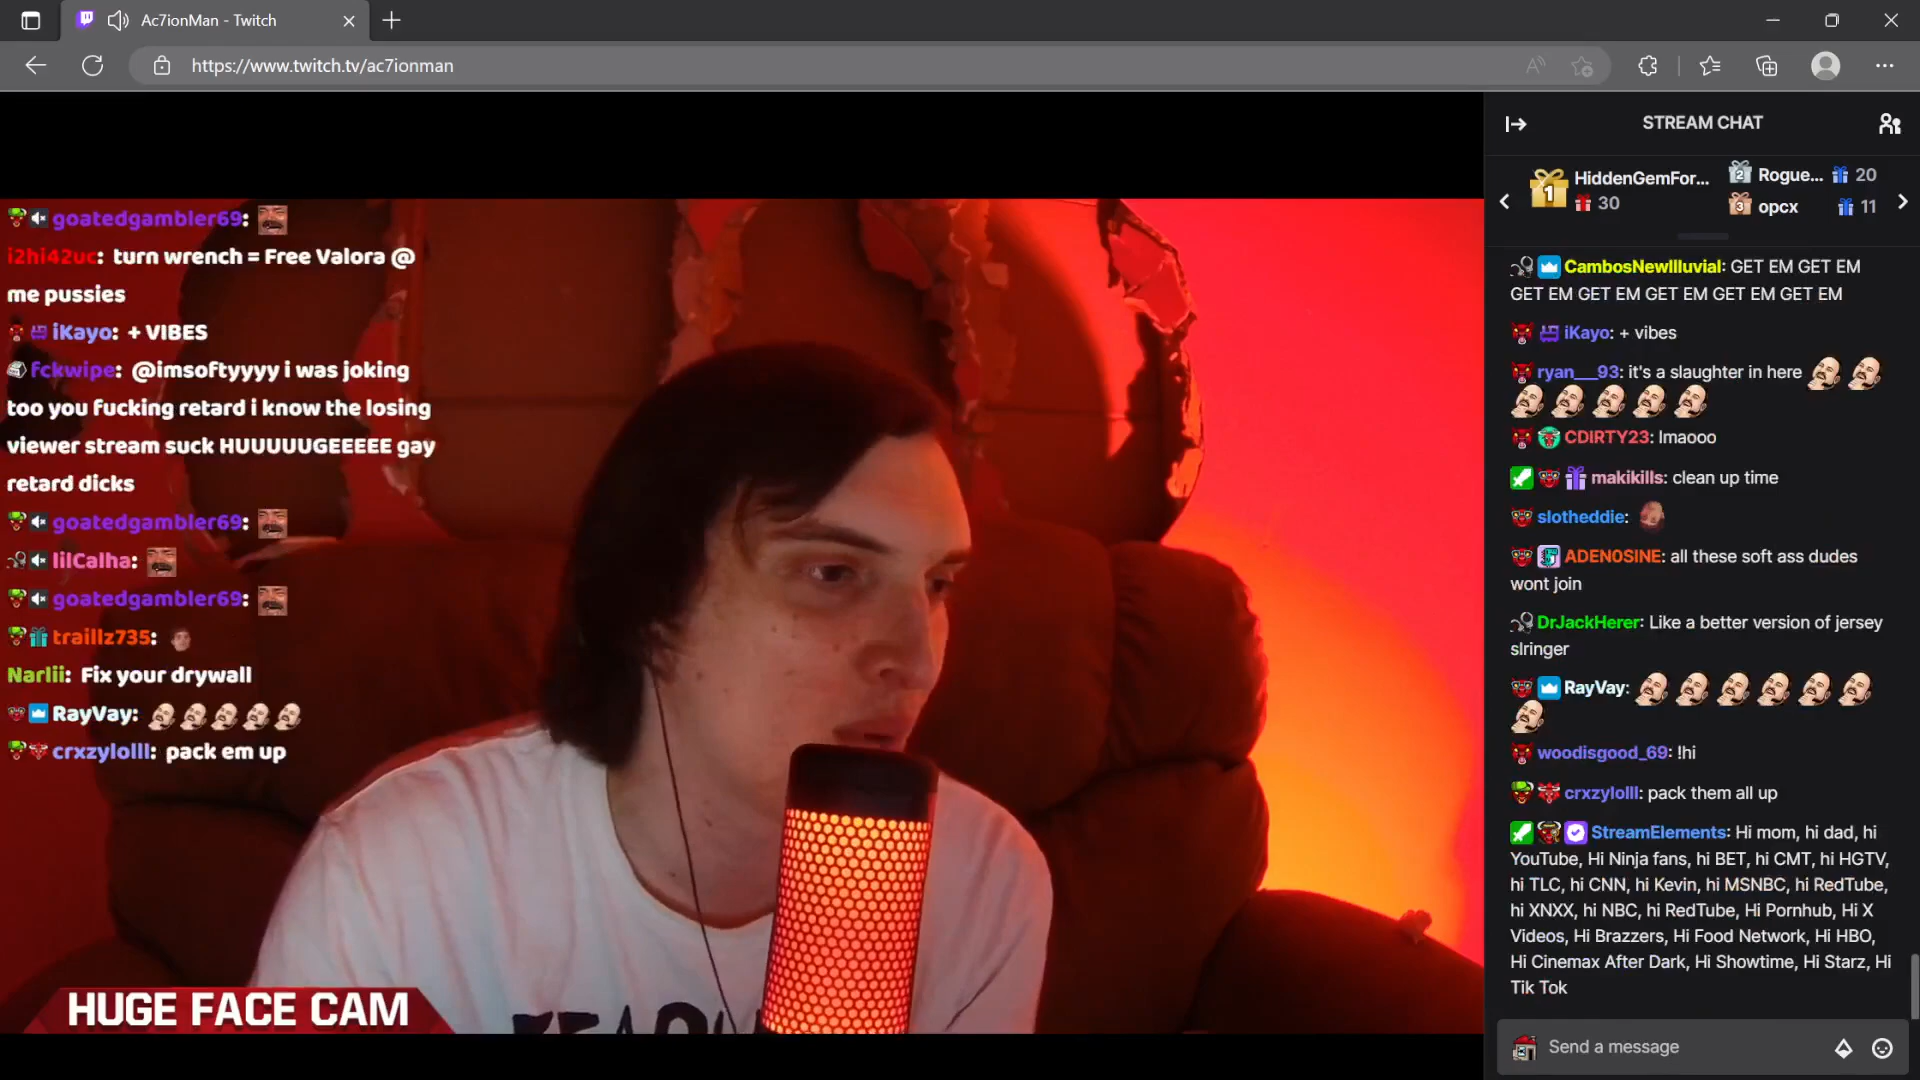 Ac7ionMan - Twitch
https://www.twitch.tv/ac7ionman
goatedgambler69:
i2hi42uc: turn wrench = Free Valora @
me pussies
iKayo: + VIBES
fckwipe: @imsoftyyyy i was joking
too you fucking retard i know the losing
viewer stream suck HUUUUUGEEEEE gay
retard dicks
goatedgambler69:
lilCalha:
goatedgambler69:
traillz735:
Narlii: Fix your drywall
RayVay:
crxzylolll: pack em up
HUGE FACE CAM
STREAM CHAT
1 HiddenGemFor... 30
2 Rogue... 20
3 opcx 11
CambosNewIlluvial: GET EM GET EM
GET EM GET EM GET EM GET EM GET EM
iKayo: + vibes
ryan__93: it's a slaughter in here
CDIRTY23: lmaooo
makikills: clean up time
slotheddie:
ADEN0SINE: all these soft ass dudes
wont join
DrJackHerer: Like a better version of jersey
slringer
RayVay:
woodisgood_69: !hi
crxzylolll: pack them all up
StreamElements: Hi mom, hi dad, hi
YouTube, Hi Ninja fans, hi BET, hi CMT, hi HGTV,
hi TLC, hi CNN, hi Kevin, hi MSNBC, hi RedTube,
hi XNXX, hi NBC, hi RedTube, Hi Pornhub, Hi X
Videos, Hi Brazzers, Hi Food Network, Hi HBO,
Hi Cinemax After Dark, Hi Showtime, Hi Starz, Hi
Tik Tok
Send a message